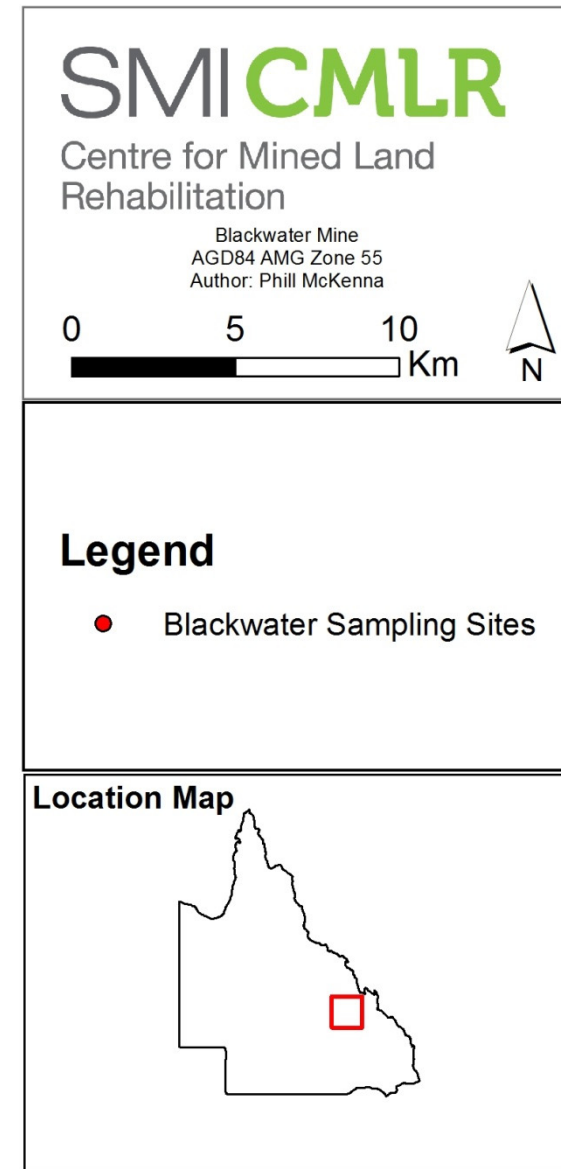 SMI CMLR
Centre for Mined Land
Rehabilitation
Blackwater Mine
AGD84 AMG Zone 55
Author: Phill McKenna
0 5 10
Km
N
Legend
Blackwater Sampling Sites
Location Map